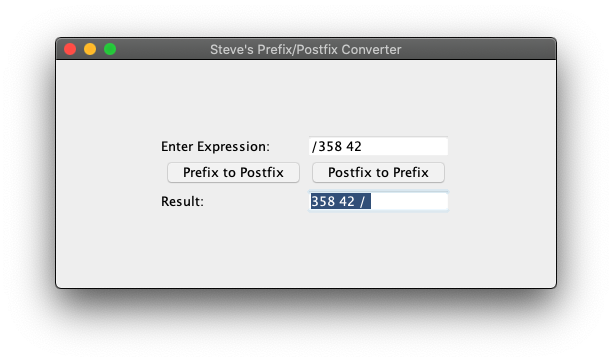 Steve's Prefix/Postfix Converter
Enter Expression: /358 42
Prefix to Postfix Postfix to Prefix
Result: 358 42 /